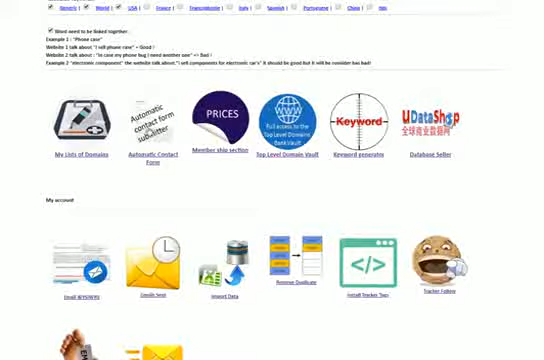 Generic World USA France Francophonie Italy Spanish Portugese China
Word need to be linked together :
Example 1 : "Phone case"
Website 1 talk about "I sell phone case" = Good !
Website 2 talk about : "in case my phone bug I need another one" => Bad !
Example 2 "electronic component" the website talk about,"I sell components for electronic car's" It should be good but it will be consider has bad!
Automatic
contact form
submitter
PRICES
WWW
Full access to the
Top Level Domains
Bank Vault
Keyword
UDataShop
全球商业数据网
My Lists of Domains
Automatic Contact
Form
Member ship section
Top Level Domain Vault
Keyword generator
Database Seller
My account
</>
Emails Sent
Import Data
Remove Duplicate
Install Tracker Tags
Tracker Follow